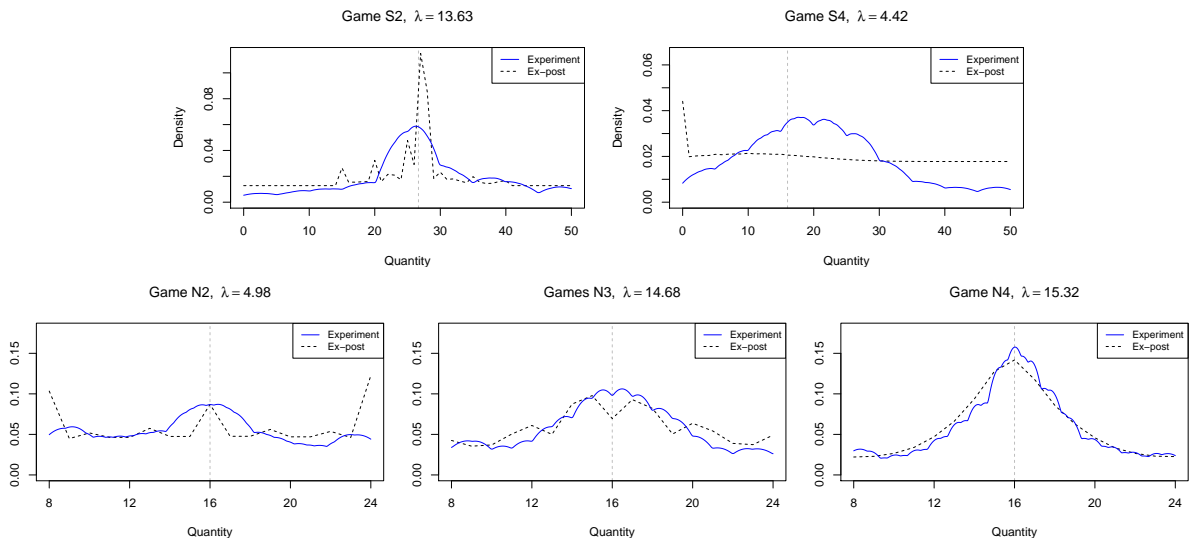 Game S2, λ = 13.63
Density
0.00 0.04 0.08
Experiment
Ex−post
0 10 20 30 40 50
Quantity
Game S4, λ = 4.42
Density
0.00 0.02 0.04 0.06
Experiment
Ex−post
0 10 20 30 40 50
Quantity
Game N2, λ = 4.98
0.00 0.05 0.10 0.15
Experiment
Ex−post
8 12 16 20 24
Quantity
Games N3, λ = 14.68
0.00 0.05 0.10 0.15
Experiment
Ex−post
8 12 16 20 24
Quantity
Game N4, λ = 15.32
0.00 0.05 0.10 0.15
Experiment
Ex−post
8 12 16 20 24
Quantity